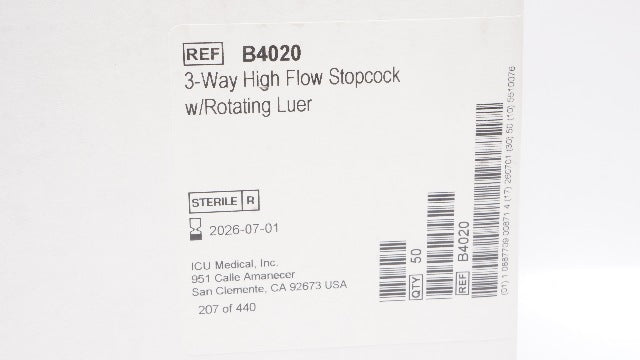 REF B4020
3-Way High Flow Stopcock
w/Rotating Luer
STERILE R
2026-07-01
ICU Medical, Inc.
951 Calle Amanecer
San Clemente, CA 92673 USA
207 of 440
QTY 50
REF B4020